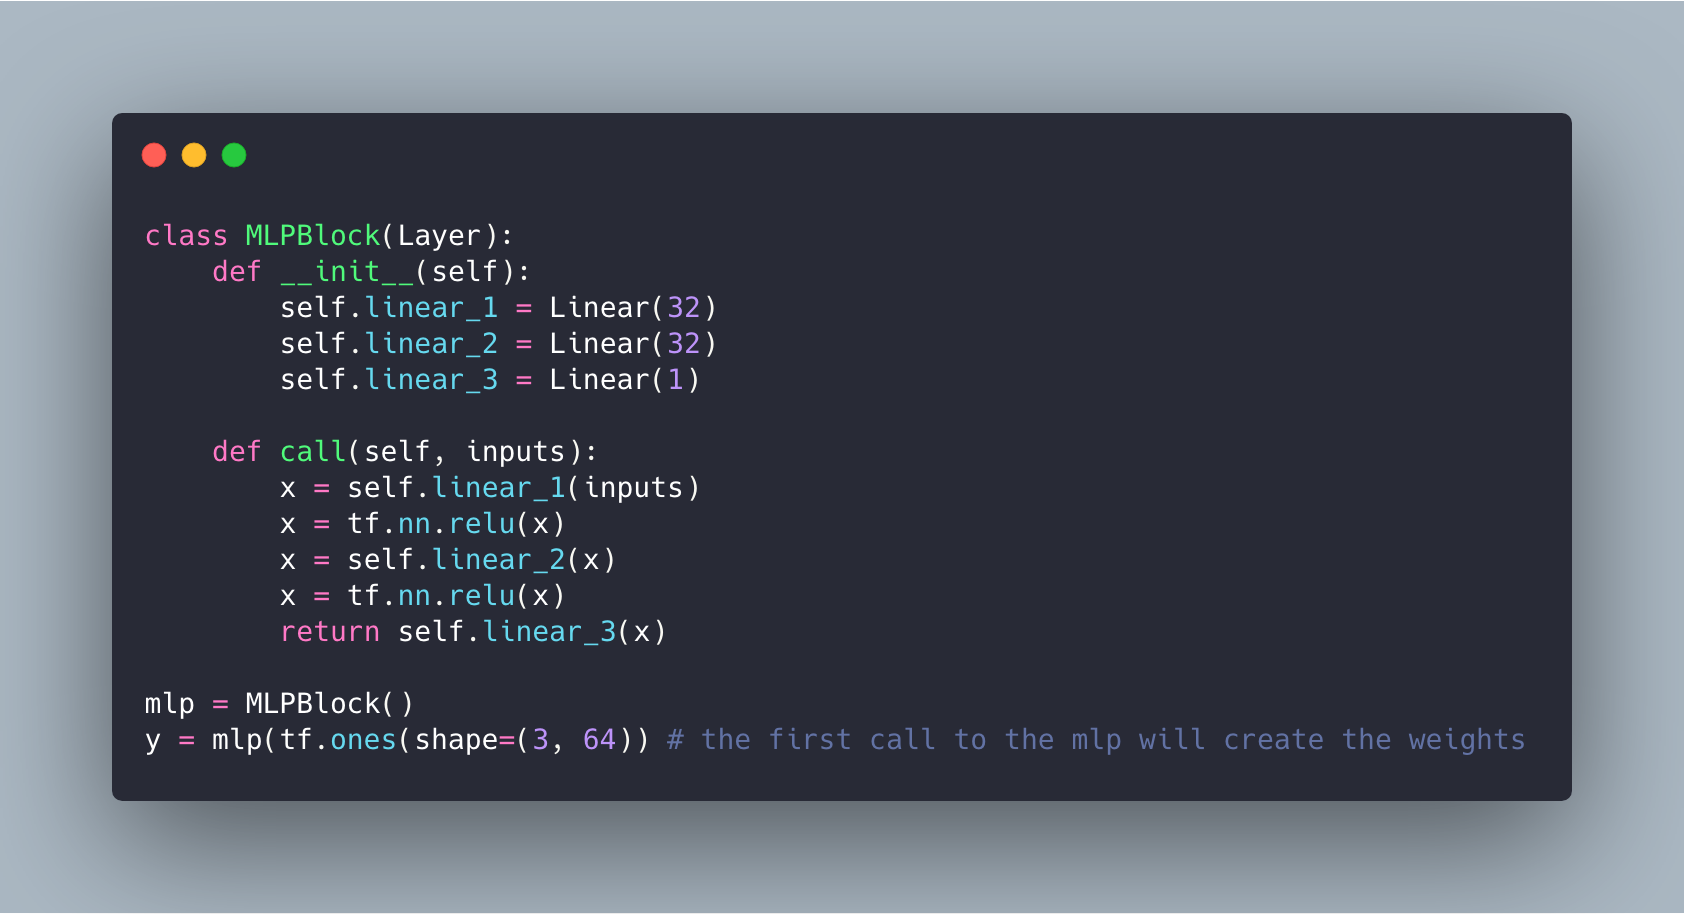 class MLPBlock(Layer):
    def __init__(self):
        self.linear_1 = Linear(32)
        self.linear_2 = Linear(32)
        self.linear_3 = Linear(1)

    def call(self, inputs):
        x = self.linear_1(inputs)
        x = tf.nn.relu(x)
        x = self.linear_2(x)
        x = tf.nn.relu(x)
        return self.linear_3(x)

mlp = MLPBlock()
y = mlp(tf.ones(shape=(3, 64)) # the first call to the mlp will create the weights